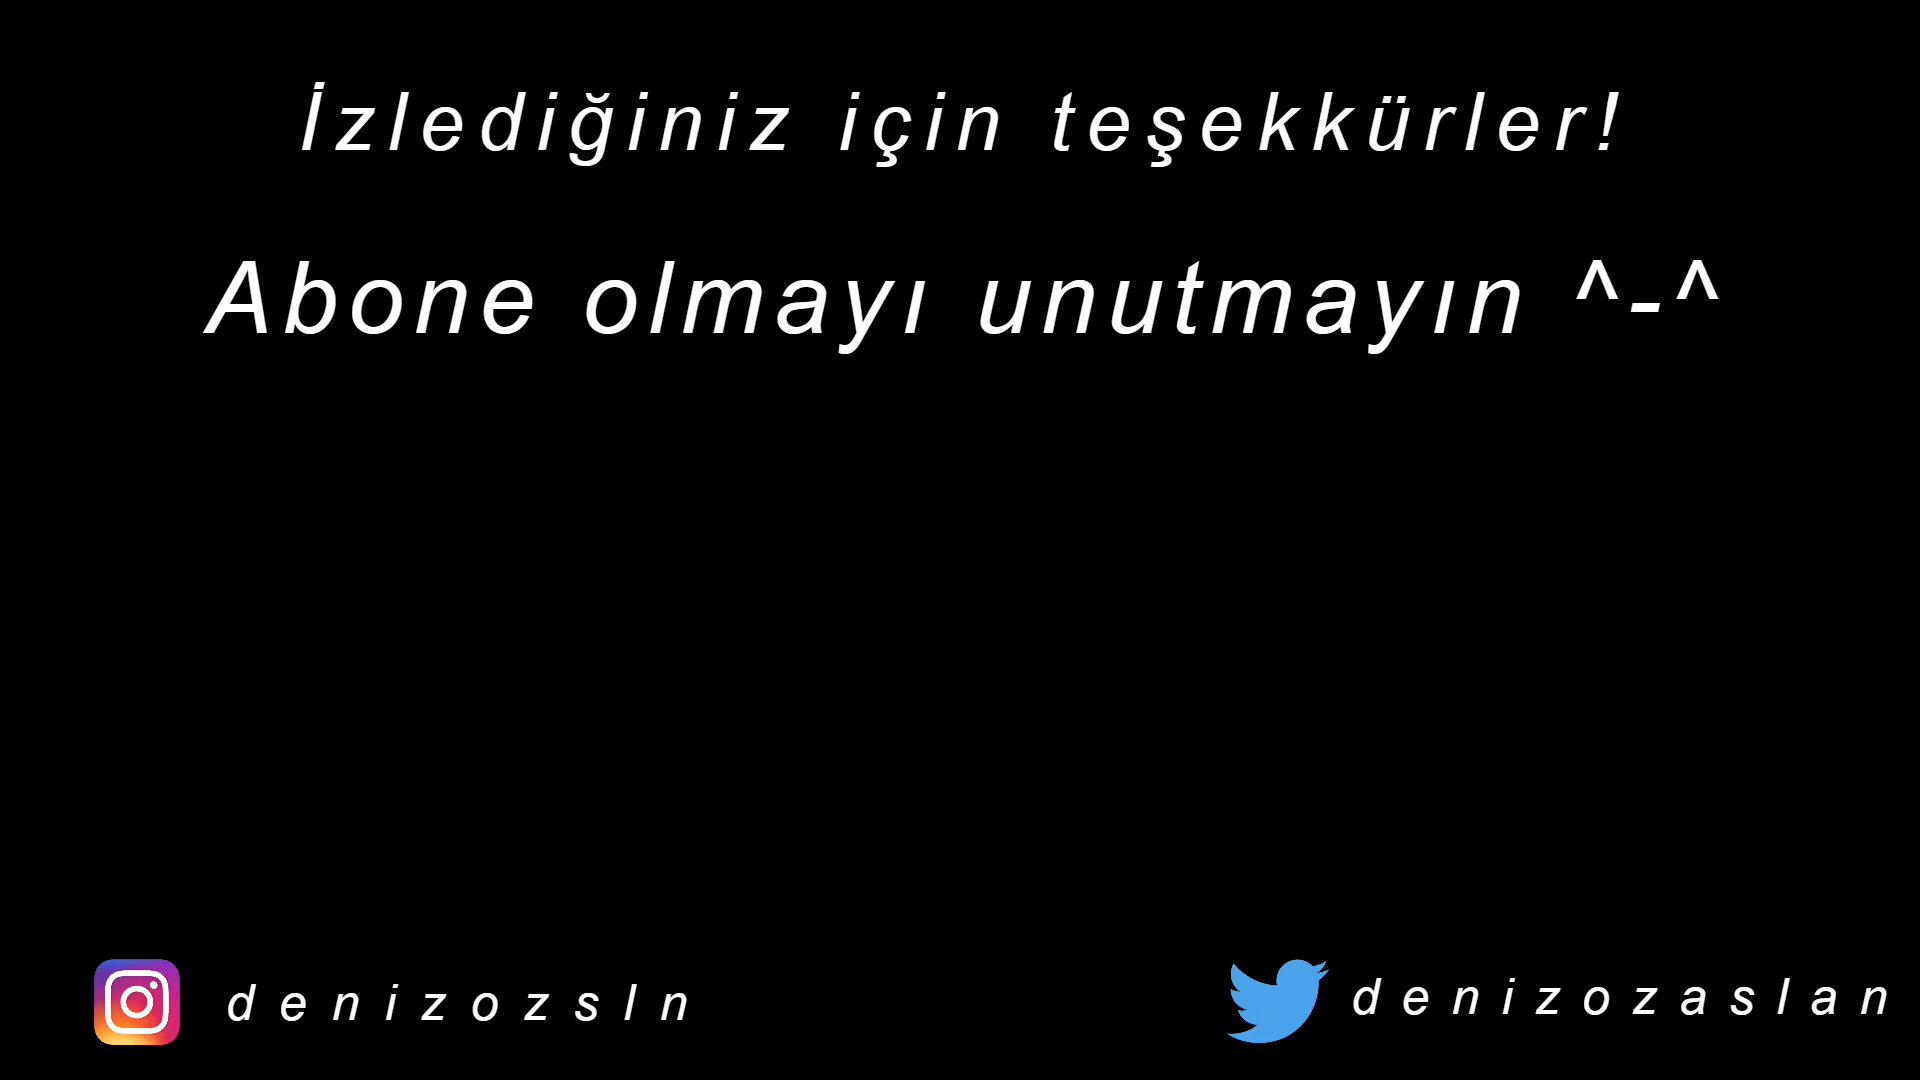 İzlediğiniz için teşekkürler!
Abone olmayı unutmayın ^-^
denizozsln
denizozaslan